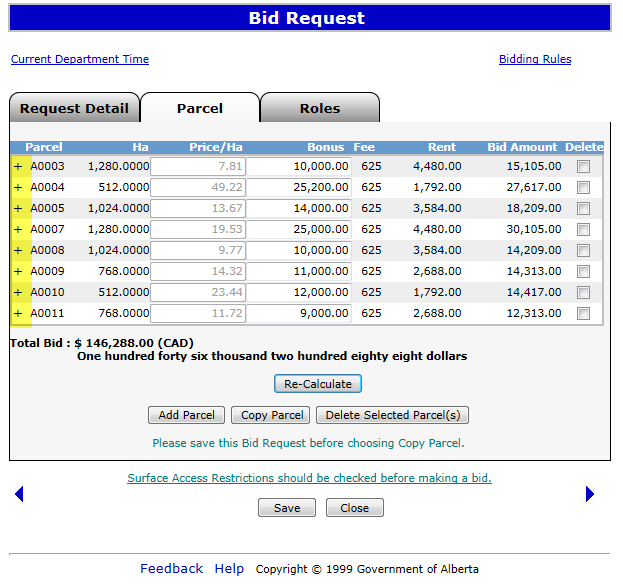 Bid Request
Current Department Time Bidding Rules
Request Detail Parcel Roles
Parcel Ha Price/Ha Bonus Fee Rent Bid Amount Delete
+ A0003 1,280.0000 7.81 10,000.00 625 4,480.00 15,105.00
+ A0004 512.0000 49.22 25,200.00 625 1,792.00 27,617.00
+ A0005 1,024.0000 13.67 14,000.00 625 3,584.00 18,209.00
+ A0007 1,280.0000 19.53 25,000.00 625 4,480.00 30,105.00
+ A0008 1,024.0000 9.77 10,000.00 625 3,584.00 14,209.00
+ A0009 768.0000 14.32 11,000.00 625 2,688.00 14,313.00
+ A0010 512.0000 23.44 12,000.00 625 1,792.00 14,417.00
+ A0011 768.0000 11.72 9,000.00 625 2,688.00 12,313.00
Total Bid : $ 146,288.00 (CAD)
One hundred forty six thousand two hundred eighty eight dollars
Re-Calculate
Add Parcel Copy Parcel Delete Selected Parcel(s)
Please save this Bid Request before choosing Copy Parcel.
Surface Access Restrictions should be checked before making a bid.
Save Close
Feedback Help Copyright © 1999 Government of Alberta